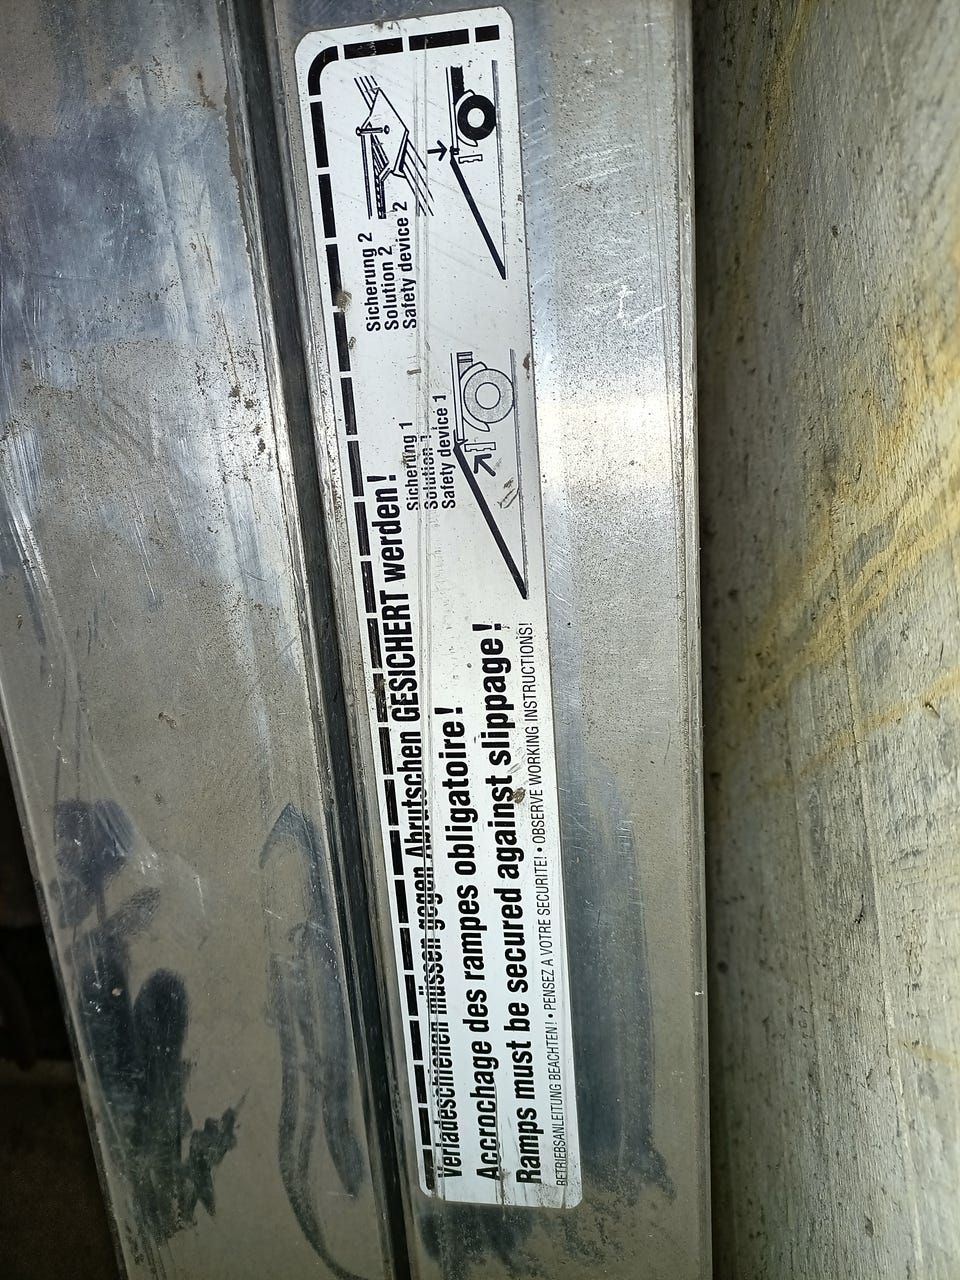 Verladeschienen müssen gegen Abrutschen GESICHERT werden!
Accrochage des rampes obligatoire!
Ramps must be secured against slippage!
BETRIEBSANLEITUNG BEACHTEN! • PENSEZ A VOTRE SECURITE! • OBSERVE WORKING INSTRUCTIONS!
Sicherung 1
Solution 1
Safety device 1
Sicherung 2
Solution 2
Safety device 2